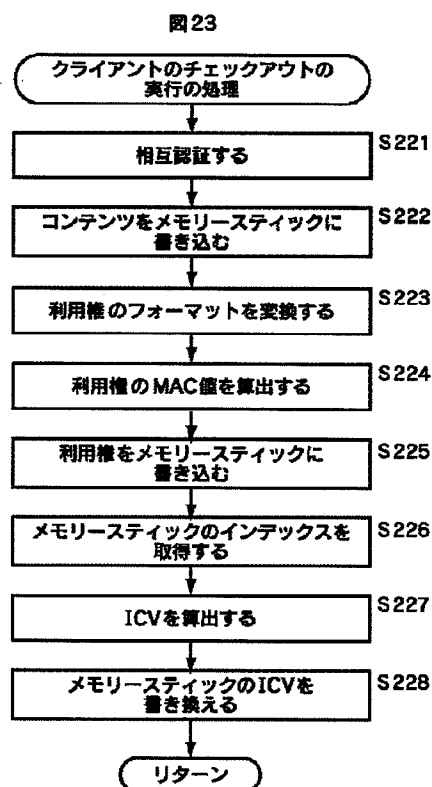 図23
クライアントのチェックアウトの
実行の処理
相互認証する
S221
コンテンツをメモリースティックに
書き込む
S222
利用権のフォーマットを変換する
S223
利用権のMAC値を算出する
S224
利用権をメモリースティックに
書き込む
S225
メモリースティックのインデックスを
取得する
S226
ICVを算出する
S227
メモリースティックのICVを
書き換える
S228
リターン